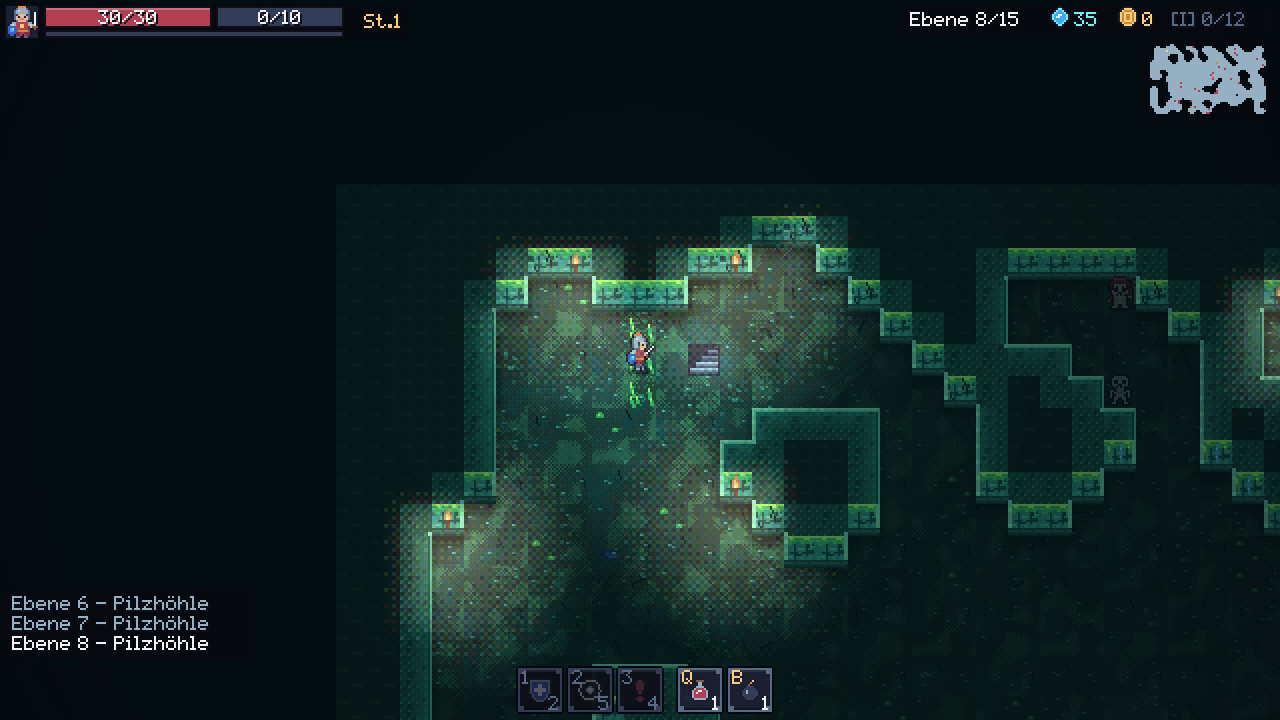 30/30 0/10 St.1 Ebene 8/15 35 0 0/12
Ebene 6 - Pilzhöhle
Ebene 7 - Pilzhöhle
Ebene 8 - Pilzhöhle
1 2 2 5 3 4 Q 1 B 1